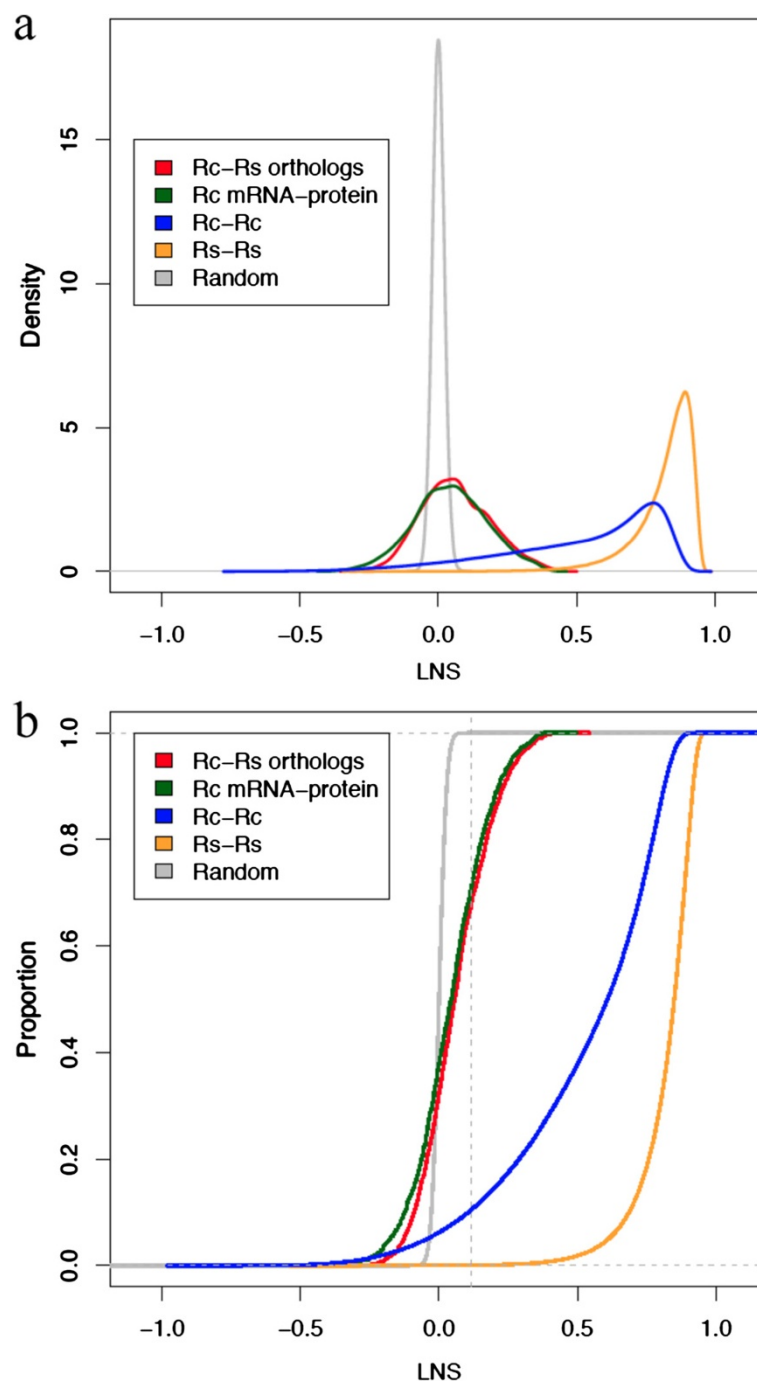 a
15
10
5
0
Density
Rc–Rs orthologs
Rc mRNA–protein
Rc–Rc
Rs–Rs
Random
−1.0 −0.5 0.0 0.5 1.0
LNS
b
1.0
0.8
0.6
0.4
0.2
0.0
Proportion
Rc–Rs orthologs
Rc mRNA–protein
Rc–Rc
Rs–Rs
Random
−1.0 −0.5 0.0 0.5 1.0
LNS